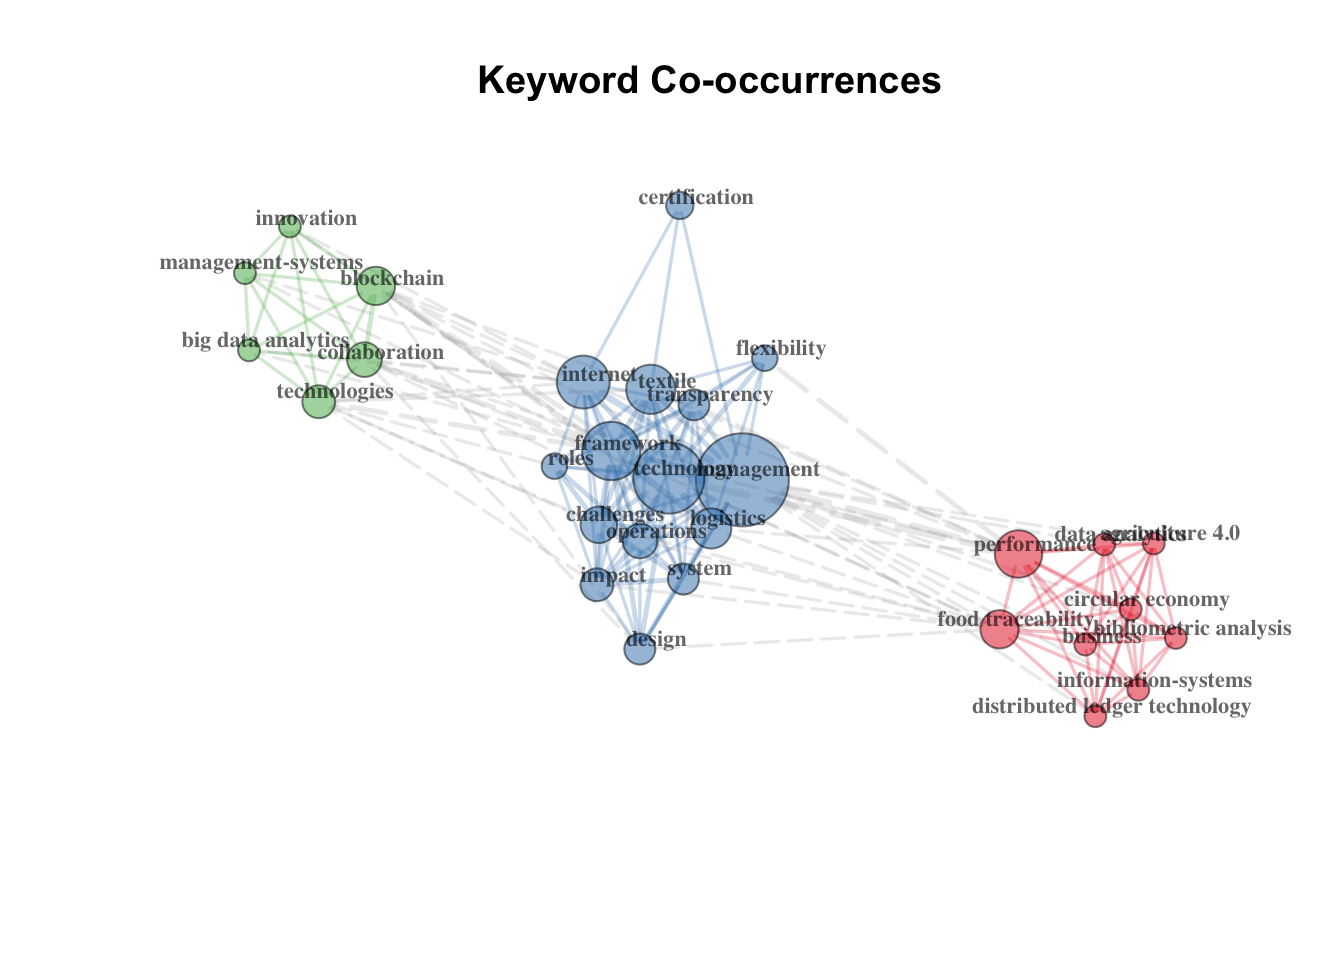 Keyword Co-occurrences
certification
innovation
management-systems
blockchain
big data analytics
collaboration
technologies
flexibility
internet
textile
transparency
framework
roles
technology
management
challenges
logistics
operations
impact
system
design
performance
data analytics
agriculture 4.0
circular economy
food traceability
bibliometric analysis
business
information-systems
distributed ledger technology